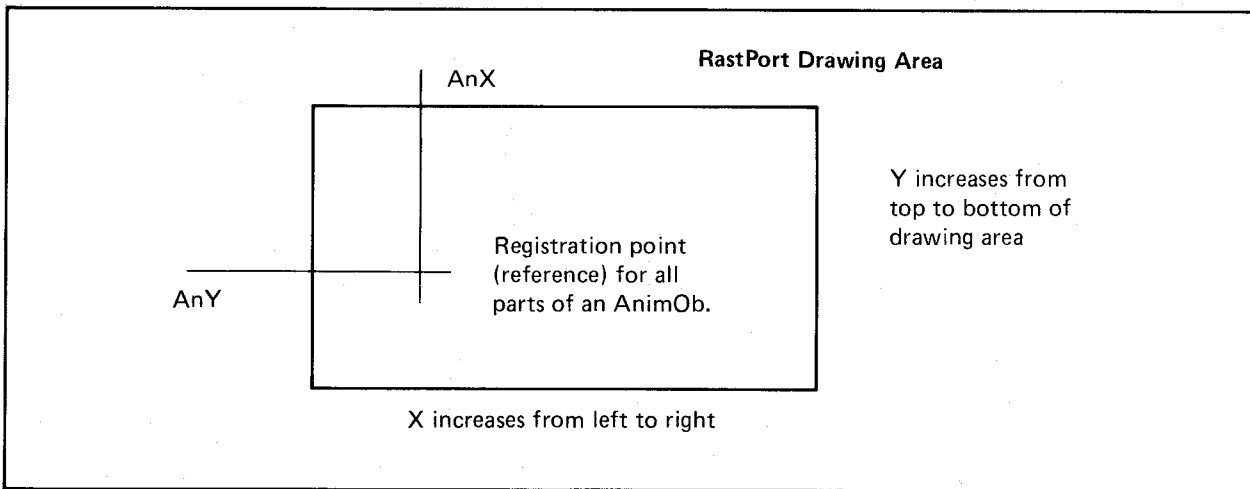 RastPort Drawing Area
AnX
Y increases from
top to bottom of
drawing area
Registration point
(reference) for all
parts of an AnimOb.
AnY
X increases from left to right